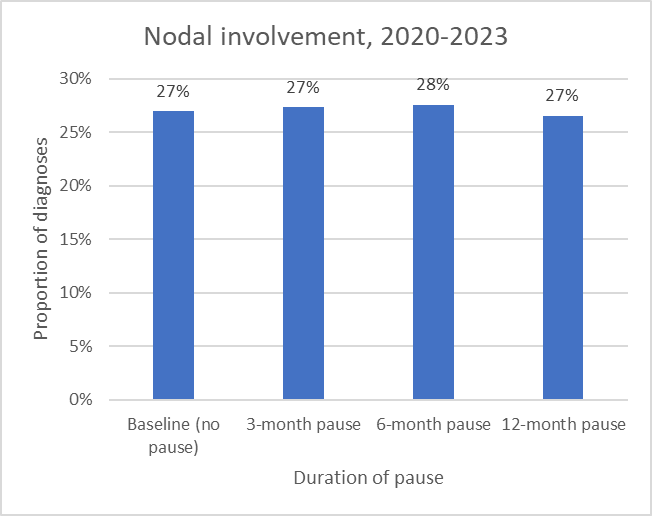 Nodal involvement, 2020-2023
Proportion of diagnoses
30%
25%
20%
15%
10%
5%
0%
27%
27%
28%
27%
Baseline (no
pause)
3-month pause
6-month pause
12-month pause
Duration of pause